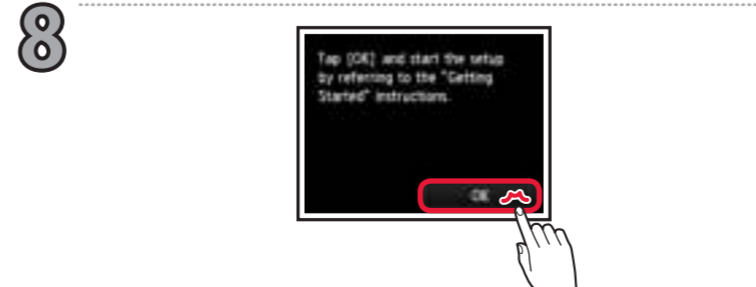 8
Tap [OK] and start the setup
by referring to the "Getting
Started" instructions.
OK